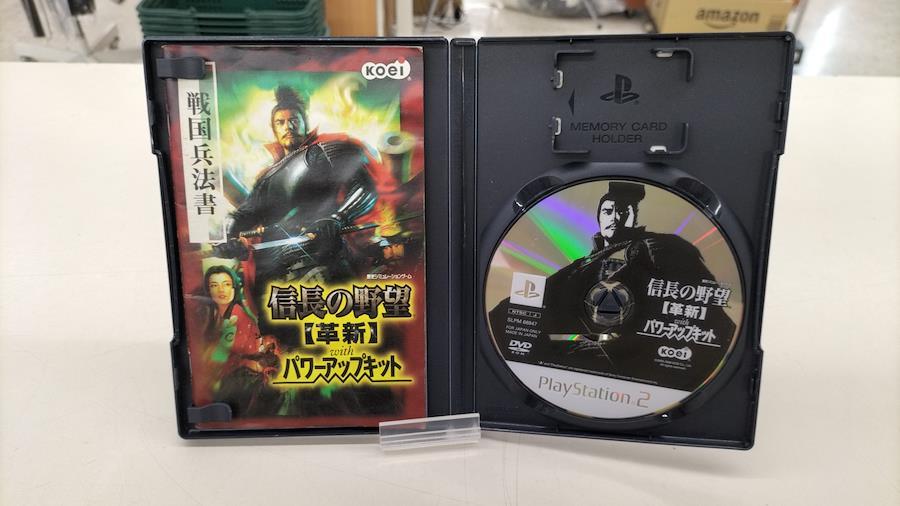 KOEI
戦国兵法書
歴史シミュレーションゲーム
信長の野望
【革新】
with
パワーアップキット
MEMORY CARD
HOLDER
信長の野望
【革新】
with
パワーアップキット
KOEI
NTSC J
SLPM 66947
FOR JAPAN ONLY
MADE IN JAPAN
DVD
ROM
PlayStation 2
amazon